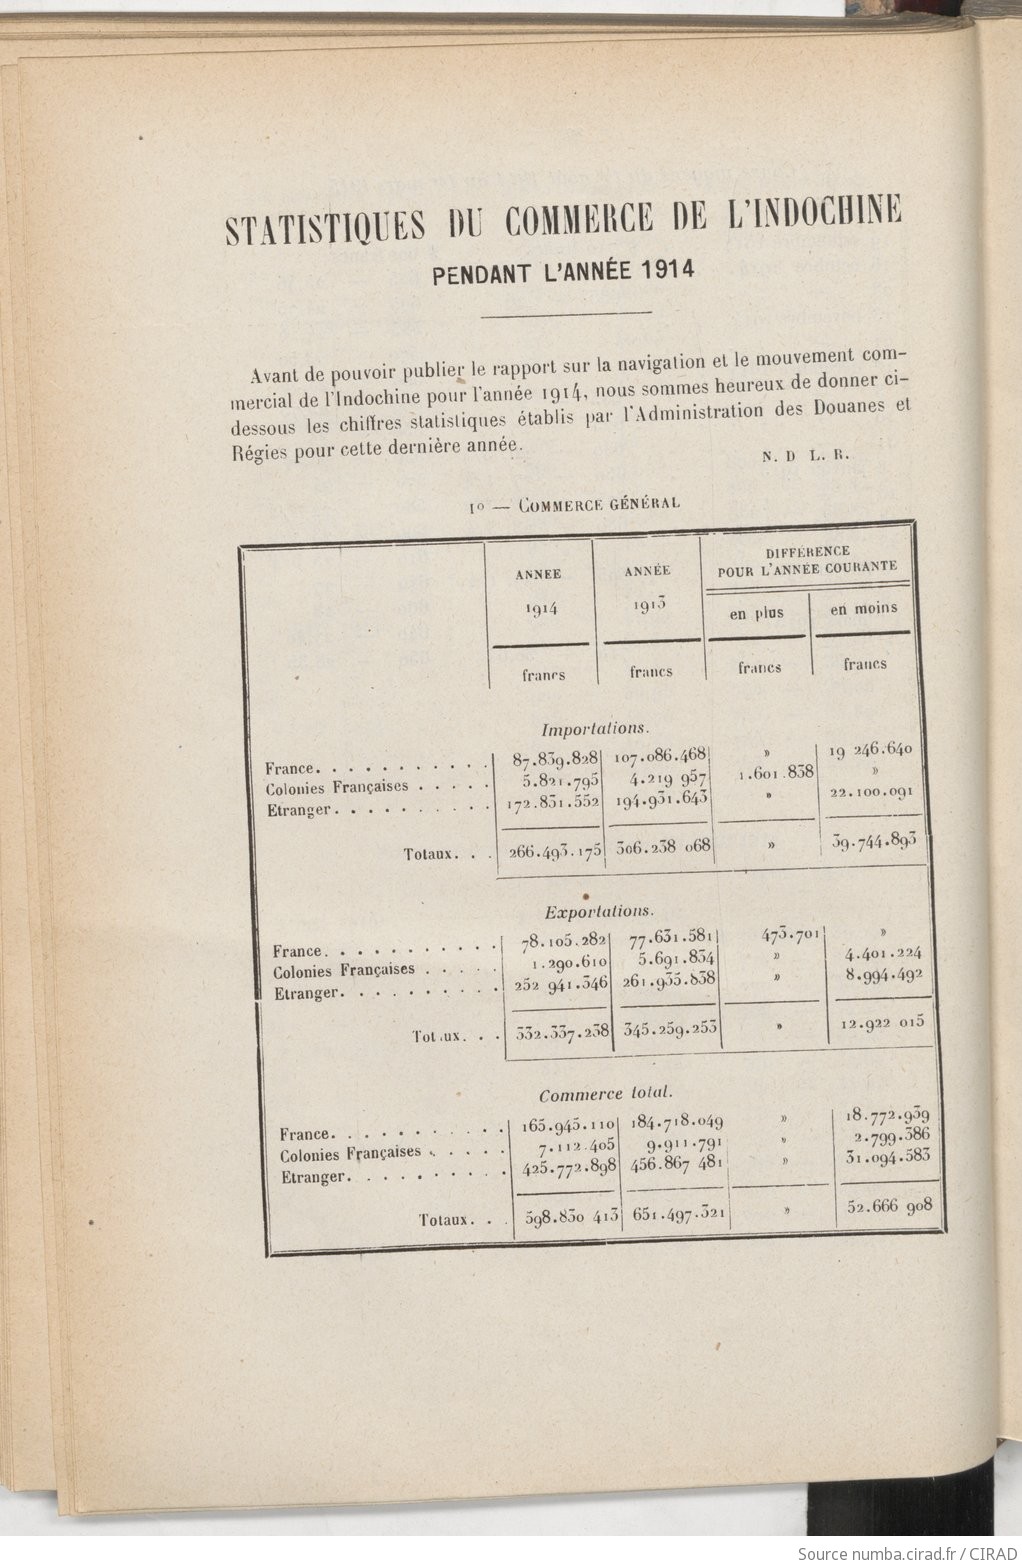 STATISTIQUES DU COMMERCE DE L'INDOCHINE
PENDANT L'ANNÉE 1914
Avant de pouvoir publier le rapport sur la navigation et le mouvement com-
mercial de l'Indochine pour l'année 1914, nous sommes heureux de donner ci-
dessous les chiffres statistiques établis par l'Administration des Douanes et
Régies pour cette dernière année.
N. D L. R.
1º — COMMERCE GÉNÉRAL
DIFFÉRENCE
ANNEE ANNÉE POUR L'ANNÉE COURANTE
1914 1913 en plus en moins
francs francs francs francs
Importations.
France. . . . . . . . . . . 87.839.828 107.086.468 » 19 246.640
Colonies Françaises . . . . . 5.821.795 4.219 957 1.601.838 »
Etranger. . . . . . . . . . 172.831.552 194.931.643 » 22.100.091
Totaux. . . 266.493.175 306.238 068 » 39.744.893
Exportations.
France. . . . . . . . . . . 78.105.282 77.631.581 473.701 »
Colonies Françaises . . . . . 1.290.610 5.691.834 » 4.401.224
Etranger. . . . . . . . . . 252 941.346 261.935.838 » 8.994.492
Totaux. . . 332.337.238 345.259.253 » 12.922 015
Commerce total.
France. . . . . . . . . . . 165.945.110 184.718.049 » 18.772.939
Colonies Françaises . . . . . 7.112.405 9.911.791 » 2.799.386
Etranger. . . . . . . . . . 425.772.898 456.867 481 » 31.094.583
Totaux. . . 598.830 413 651.497.321 » 52.666 908
Source numba.cirad.fr / CIRAD